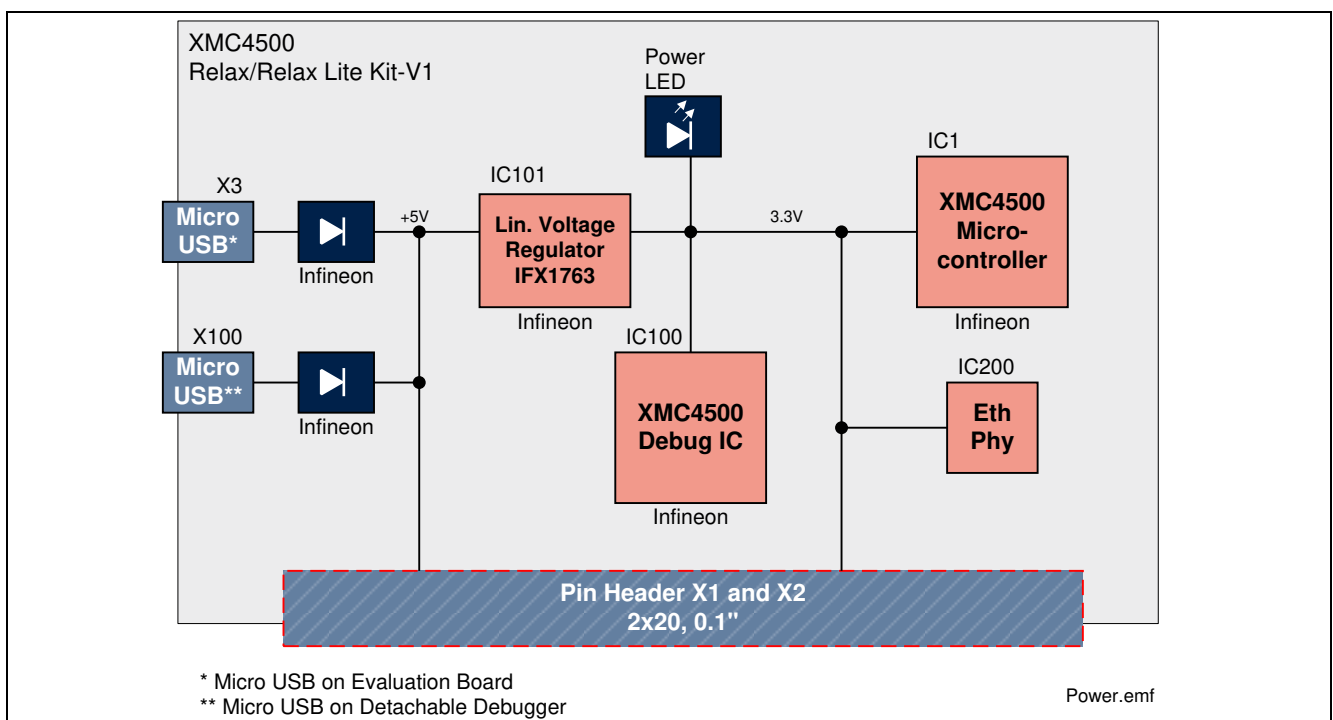 XMC4500
Relax/Relax Lite Kit-V1
Power
LED
IC1
X3
IC101
Micro
USB*
Infineon
+5V
Lin. Voltage
Regulator
IFX1763
Infineon
3.3V
XMC4500
Micro-
controller
Infineon
X100
Micro
USB**
Infineon
IC100
XMC4500
Debug IC
Infineon
IC200
Eth
Phy
Pin Header X1 and X2
2x20, 0.1"
* Micro USB on Evaluation Board
** Micro USB on Detachable Debugger
Power.emf